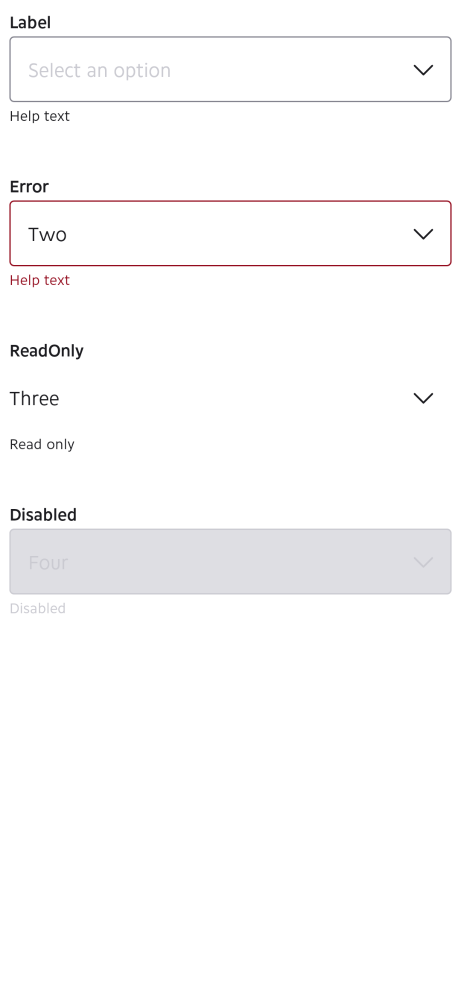 Label
Select an option
Help text
Error
Two
Help text
ReadOnly
Three
Read only
Disabled
Four
Disabled